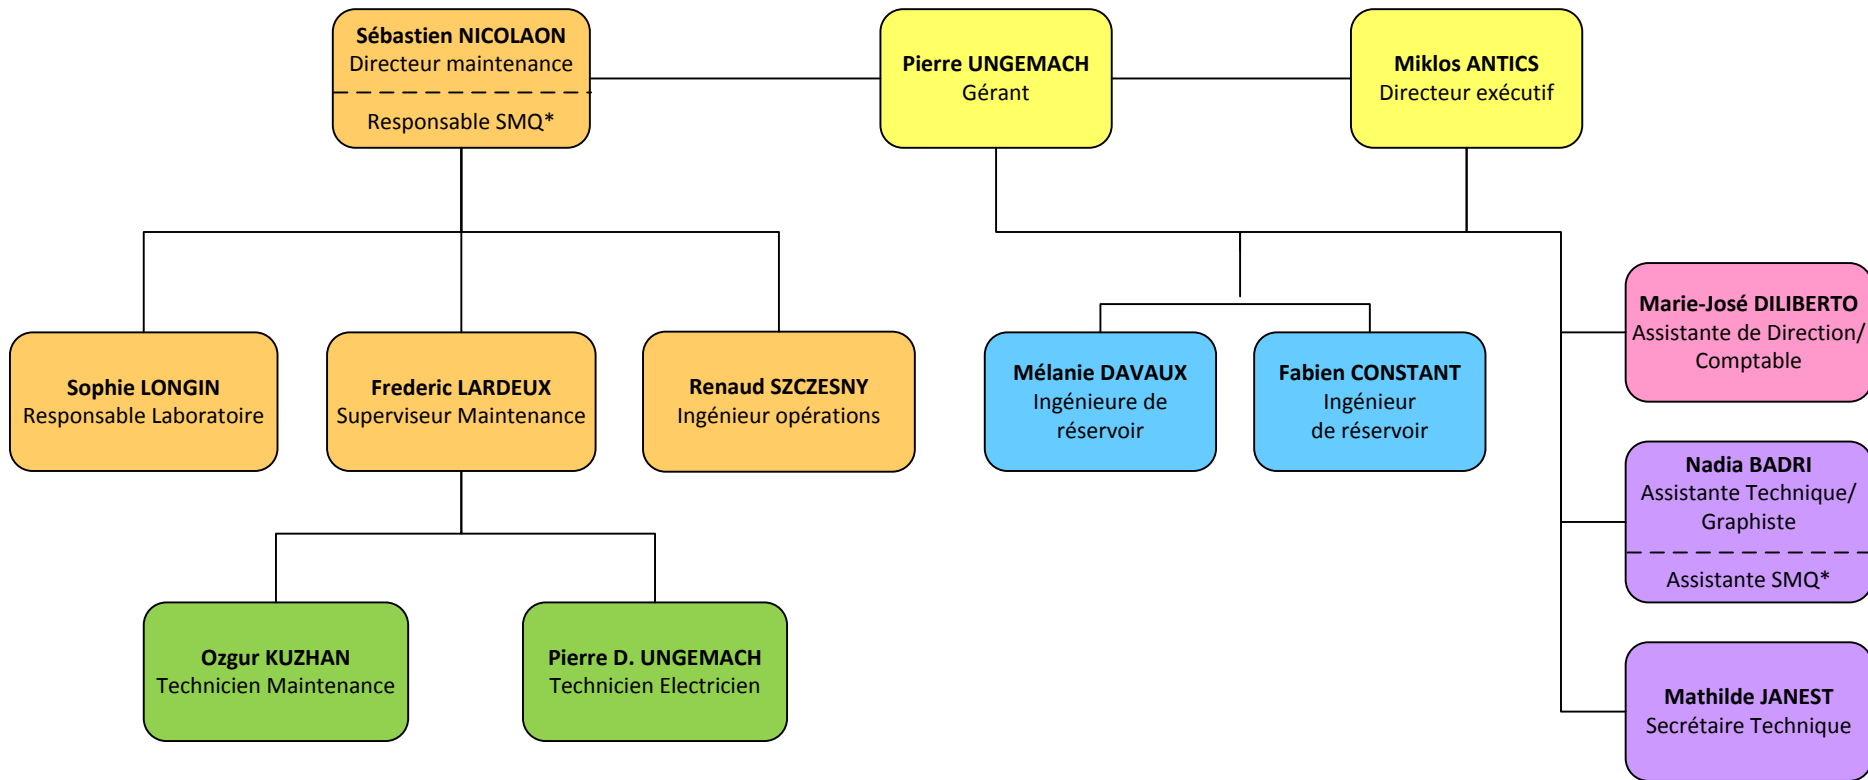 Sébastien NICOLAON
Directeur maintenance
Responsable SMQ*
Pierre UNGEMACH
Gérant
Miklos ANTICS
Directeur exécutif
Sophie LONGIN
Responsable Laboratoire
Frederic LARDEUX
Superviseur Maintenance
Renaud SZCZESNY
Ingénieur opérations
Mélanie DAVAUX
Ingénieure de
réservoir
Fabien CONSTANT
Ingénieur
de réservoir
Marie-José DILIBERTO
Assistante de Direction/
Comptable
Nadia BADRI
Assistante Technique/
Graphiste
Assistante SMQ*
Ozgur KUZHAN
Technicien Maintenance
Pierre D. UNGEMACH
Technicien Electricien
Mathilde JANEST
Secrétaire Technique